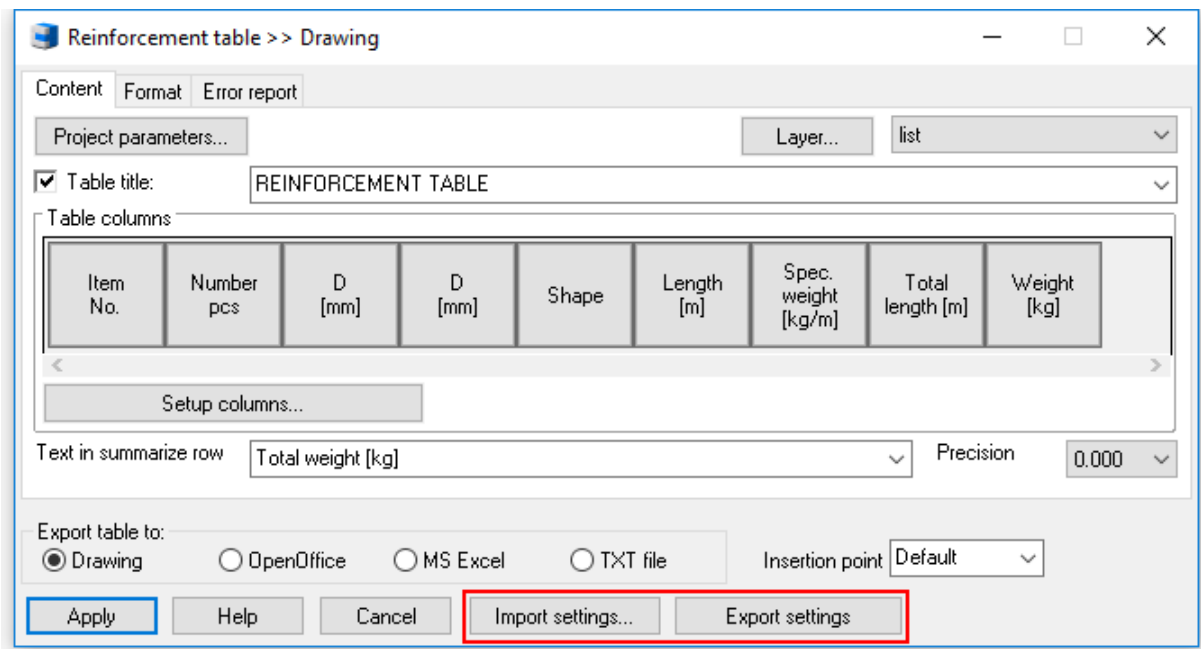 Reinforcement table >> Drawing
Content Format Error report
Project parameters... Layer... list
Table title: REINFORCEMENT TABLE
Table columns
Item No.
Number pcs
D [mm]
D [mm]
Shape
Length [m]
Spec. weight [kg/m]
Total length [m]
Weight [kg]
Setup columns...
Text in summarize row Total weight [kg] Precision 0.000
Export table to:
Drawing OpenOffice MS Excel TXT file Insertion point Default
Apply Help Cancel Import settings... Export settings